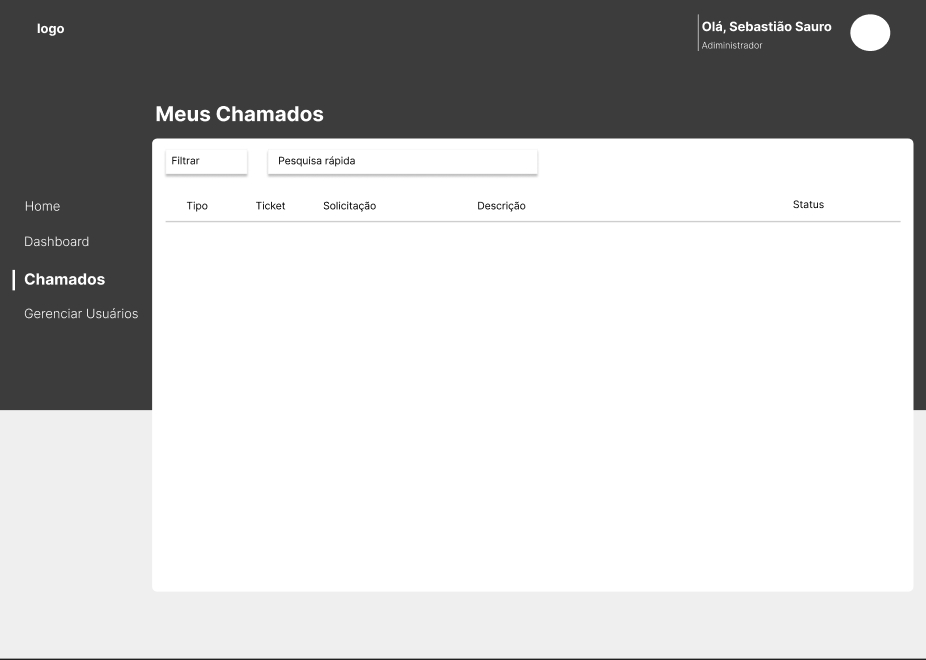 logo
Olá, Sebastião Sauro
Adiministrador
Meus Chamados
Filtrar
Pesquisa rápida
Tipo Ticket Solicitação Descrição Status
Home
Dashboard
Chamados
Gerenciar Usuários